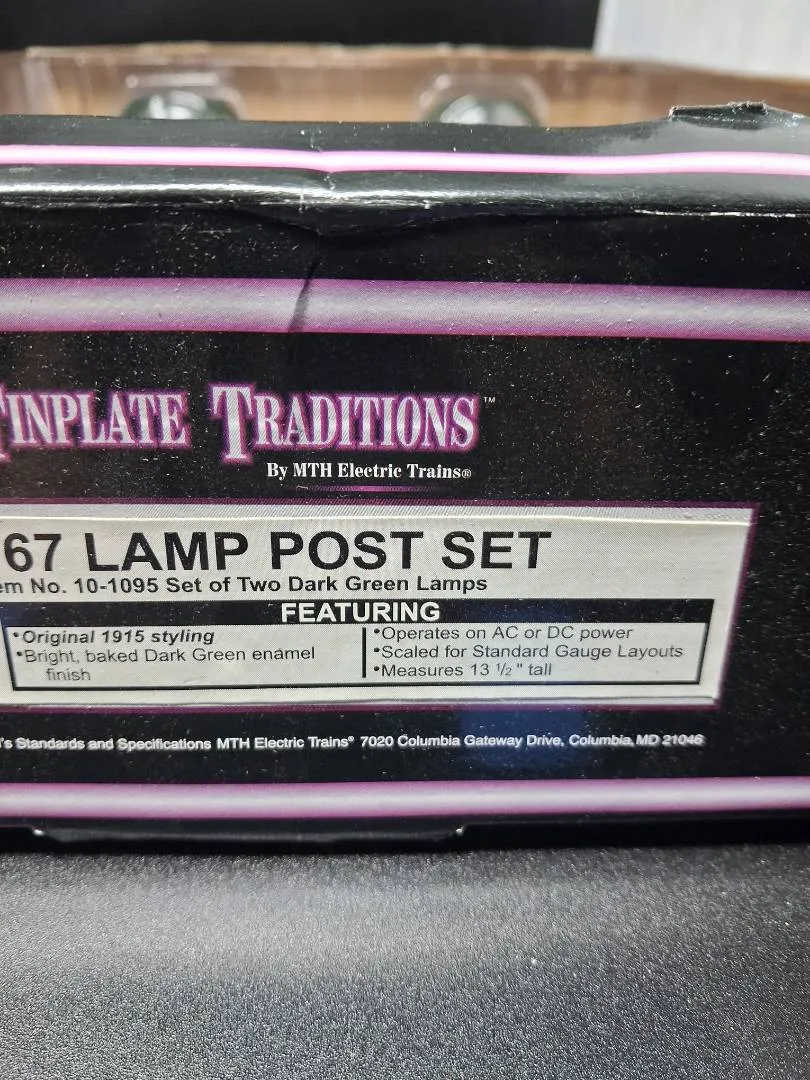 TINPLATE TRADITIONS™
By MTH Electric Trains®
67 LAMP POST SET
em No. 10-1095 Set of Two Dark Green Lamps
FEATURING
•Original 1915 styling
•Bright, baked Dark Green enamel
finish
•Operates on AC or DC power
•Scaled for Standard Gauge Layouts
•Measures 13 1/2 " tall
's Standards and Specifications MTH Electric Trains® 7020 Columbia Gateway Drive, Columbia, MD 21046